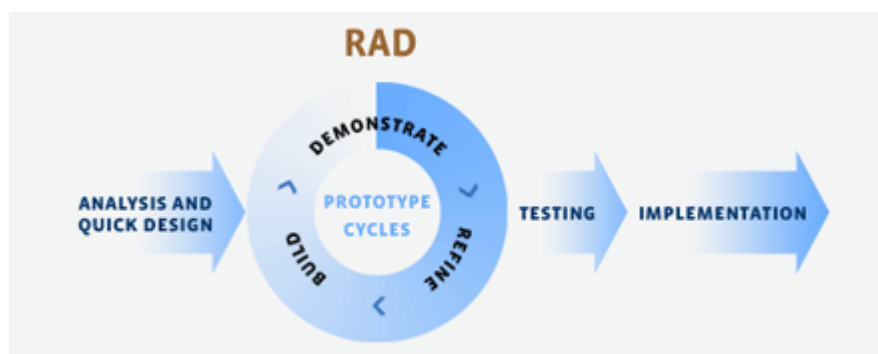 RAD
ANALYSIS AND
QUICK DESIGN
DEMONSTRATE
REFINE
BUILD
PROTOTYPE
CYCLES
TESTING
IMPLEMENTATION